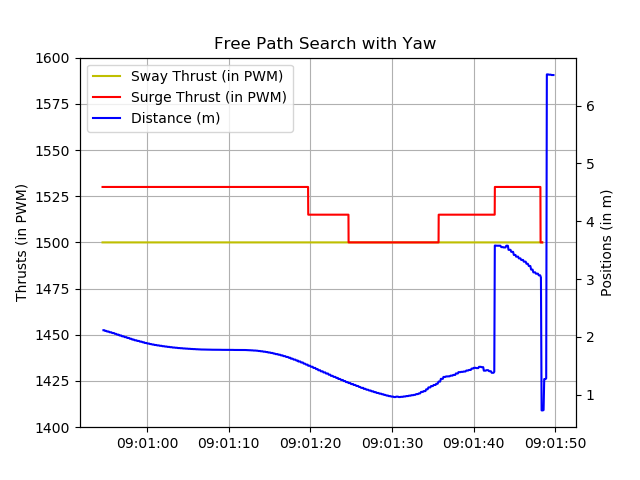 Free Path Search with Yaw
Sway Thrust (in PWM)
Surge Thrust (in PWM)
Distance (m)
Thrusts (in PWM)
1600
1575
1550
1525
1500
1475
1450
1425
1400
Positions (in m)
6
5
4
3
2
1
09:01:00 09:01:10 09:01:20 09:01:30 09:01:40 09:01:50